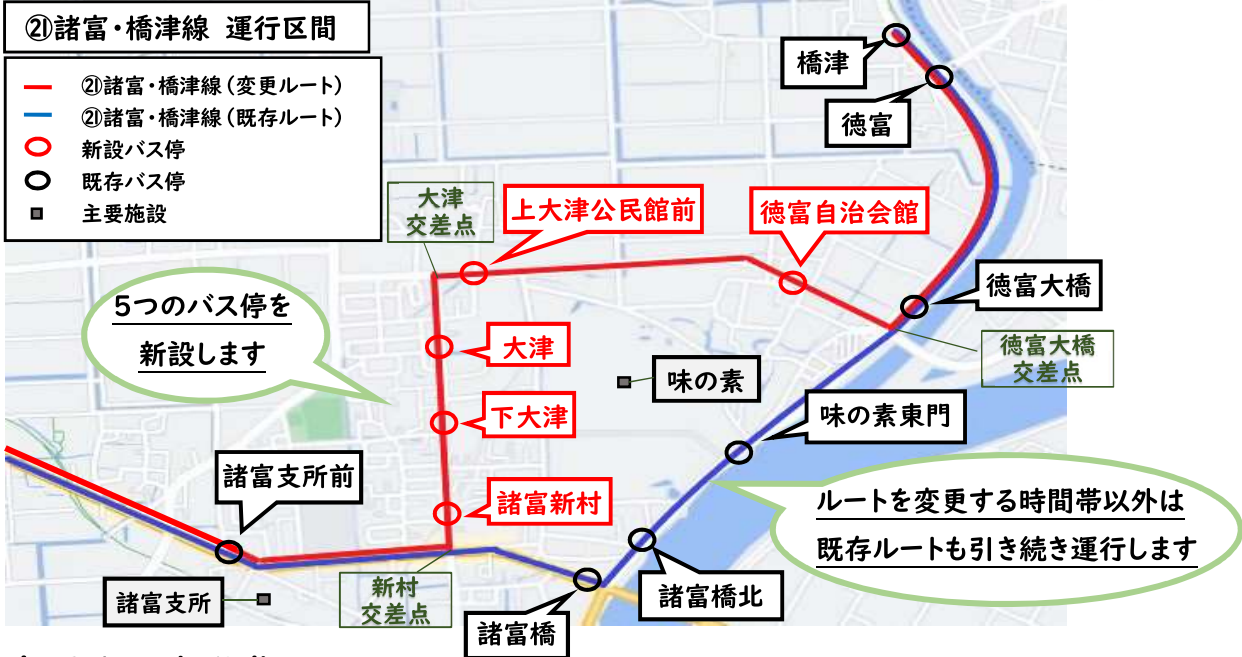 ㉑諸富・橋津線 運行区間
㉑諸富・橋津線(変更ルート)
㉑諸富・橋津線(既存ルート)
新設バス停
既存バス停
主要施設
橋津
徳富
大津
交差点
上大津公民館前
徳富自治会館
徳富大橋
5つのバス停を
新設します
大津
味の素
徳富大橋
交差点
下大津
味の素東門
諸富支所前
諸富新村
ルートを変更する時間帯以外は
既存ルートも引き続き運行します
諸富支所
新村
交差点
諸富橋北
諸富橋